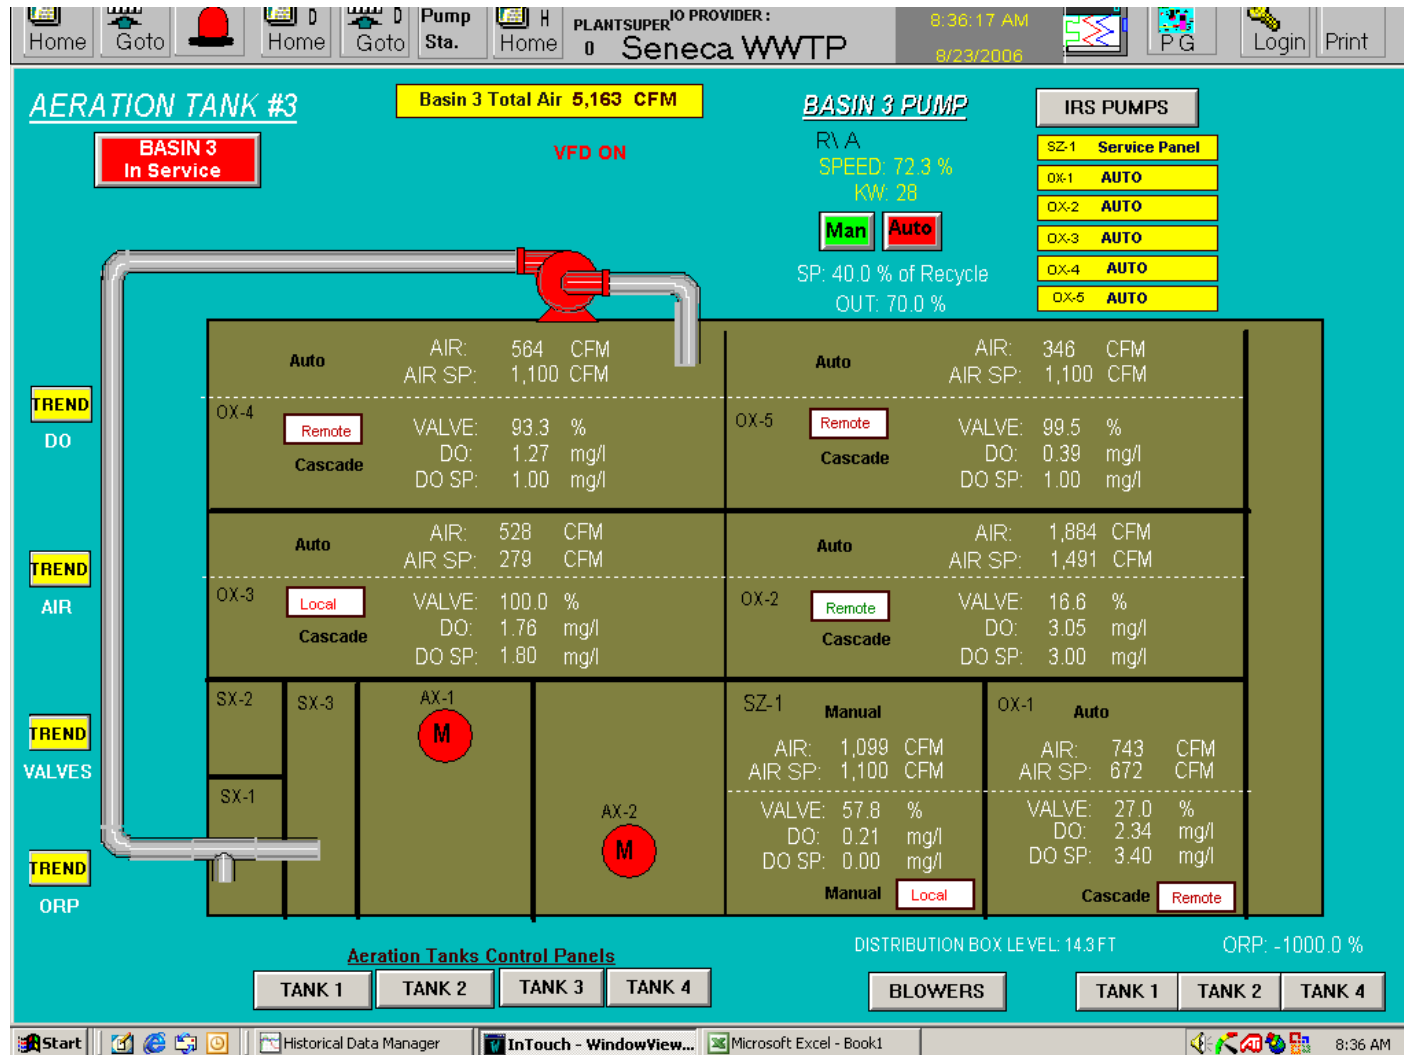 Home Goto Home D Goto D Pump Sta. Home H PLANTSUPER 0 IO PROVIDER : Seneca WWTP 8:36:17 AM 8/23/2006 P G Login Print
AERATION TANK #3
Basin 3 Total Air 5,163 CFM
BASIN 3 PUMP
IRS PUMPS
BASIN 3
In Service
VFD ON
R\ A
SPEED: 72.3 %
KW: 28
Man Auto
SP: 40.0 % of Recycle
OUT: 70.0 %
SZ-1 Service Panel
OX-1 AUTO
OX-2 AUTO
OX-3 AUTO
OX-4 AUTO
OX-5 AUTO
TREND
DO
TREND
AIR
TREND
VALVES
TREND
ORP
OX-4
Auto
AIR: 564 CFM
AIR SP: 1,100 CFM
Remote
Cascade
VALVE: 93.3 %
DO: 1.27 mg/l
DO SP: 1.00 mg/l
OX-5
Auto
AIR: 346 CFM
AIR SP: 1,100 CFM
Remote
Cascade
VALVE: 99.5 %
DO: 0.39 mg/l
DO SP: 1.00 mg/l
OX-3
Auto
AIR: 528 CFM
AIR SP: 279 CFM
Local
Cascade
VALVE: 100.0 %
DO: 1.76 mg/l
DO SP: 1.80 mg/l
OX-2
Auto
AIR: 1,884 CFM
AIR SP: 1,491 CFM
Remote
Cascade
VALVE: 16.6 %
DO: 3.05 mg/l
DO SP: 3.00 mg/l
SX-2
SX-3
SX-1
AX-1
M
AX-2
M
SZ-1 Manual
AIR: 1,099 CFM
AIR SP: 1,100 CFM
VALVE: 57.8 %
DO: 0.21 mg/l
DO SP: 0.00 mg/l
Manual Local
OX-1 Auto
AIR: 743 CFM
AIR SP: 672 CFM
VALVE: 27.0 %
DO: 2.34 mg/l
DO SP: 3.40 mg/l
Cascade Remote
DISTRIBUTION BOX LEVEL: 14.3 FT
ORP: -1000.0 %
Aeration Tanks Control Panels
TANK 1 TANK 2 TANK 3 TANK 4 BLOWERS TANK 1 TANK 2 TANK 4
Start Historical Data Manager InTouch - WindowView... Microsoft Excel - Book1 8:36 AM